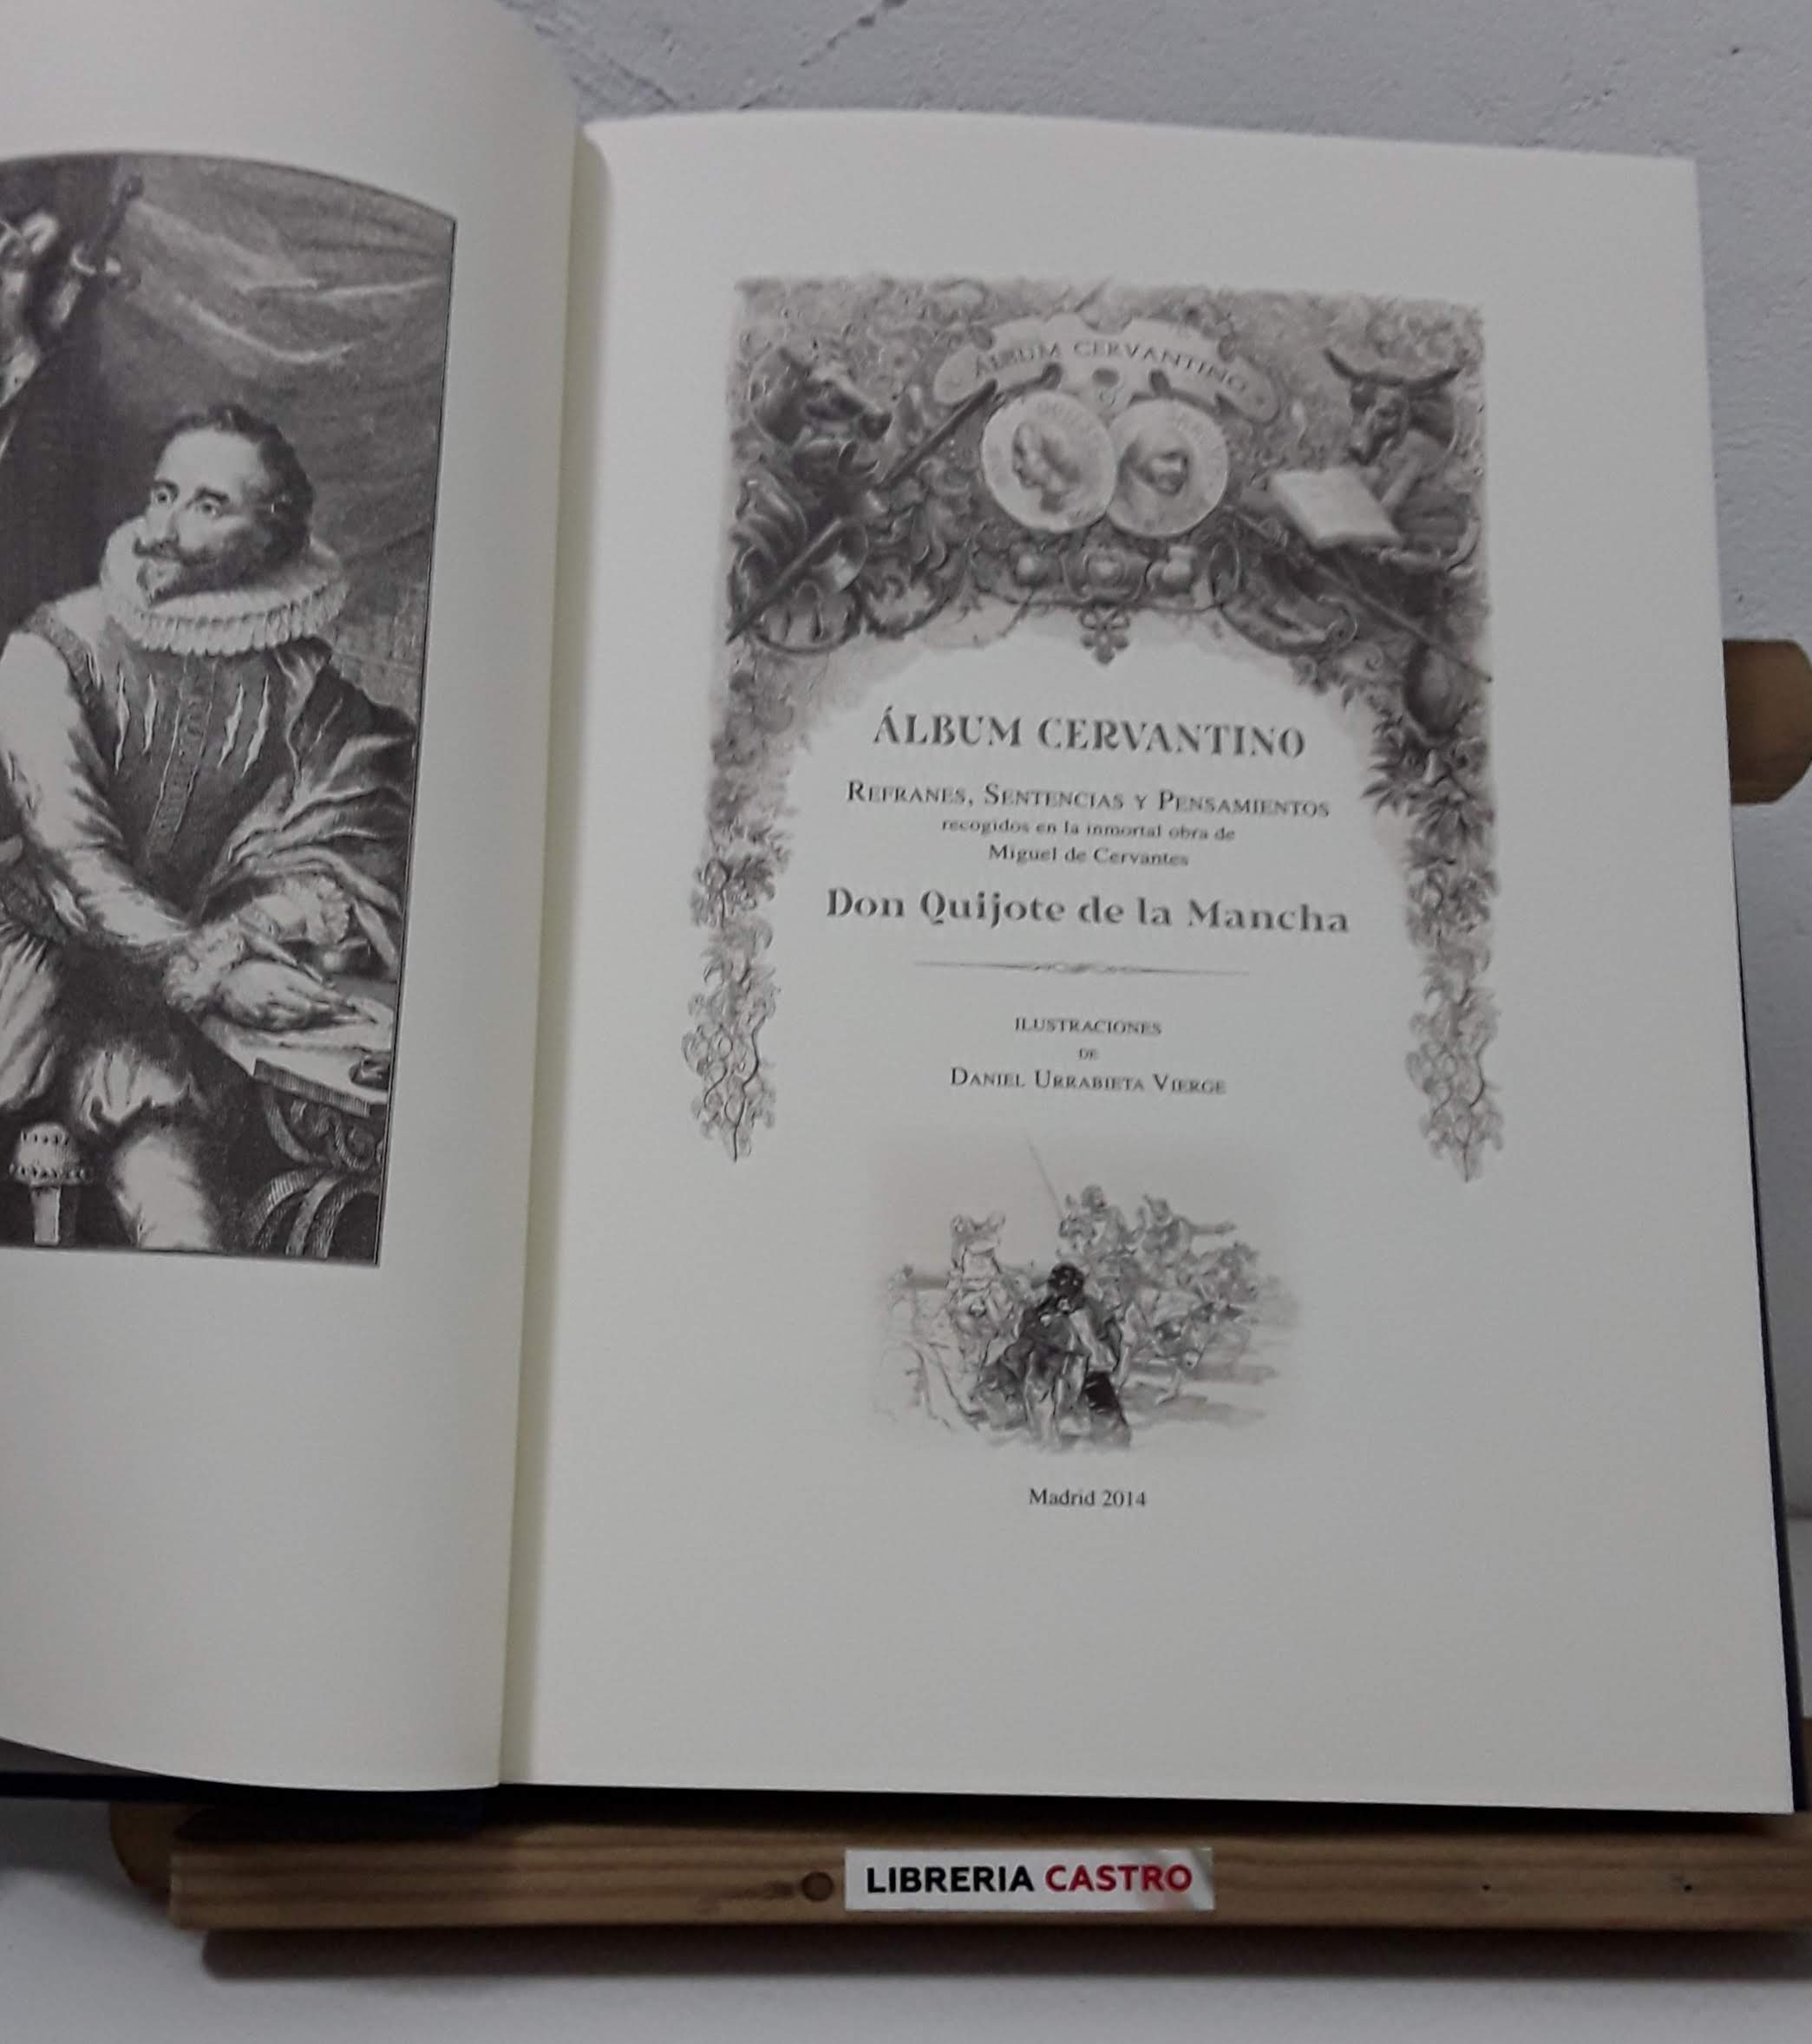 ÁLBUM CERVANTINO
ÁLBUM CERVANTINO
REFRANES, SENTENCIAS Y PENSAMIENTOS
recogidos en la inmortal obra de
Miguel de Cervantes
Don Quijote de la Mancha
ILUSTRACIONES
DE
DANIEL URRABIETA VIERGE
Madrid 2014
LIBRERIA CASTRO